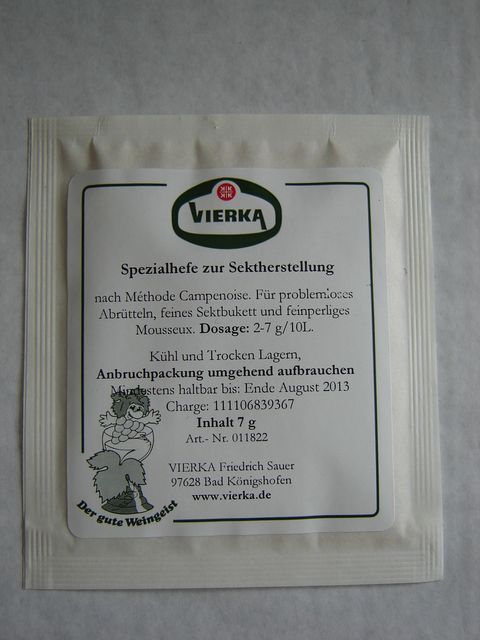 VIERKA
Spezialhefe zur Sektherstellung
nach Méthode Campenoise. Für problemloses
Abrütteln, feines Sektbukett und feinperliges
Mousseux. Dosage: 2-7 g/10L.
Kühl und Trocken Lagern,
Anbruchpackung umgehend aufbrauchen
Mindestens haltbar bis: Ende August 2013
Charge: 111106839367
Inhalt 7 g
Art.- Nr. 011822
VIERKA Friedrich Sauer
97628 Bad Königshofen
www.vierka.de
Der gute Weingeist